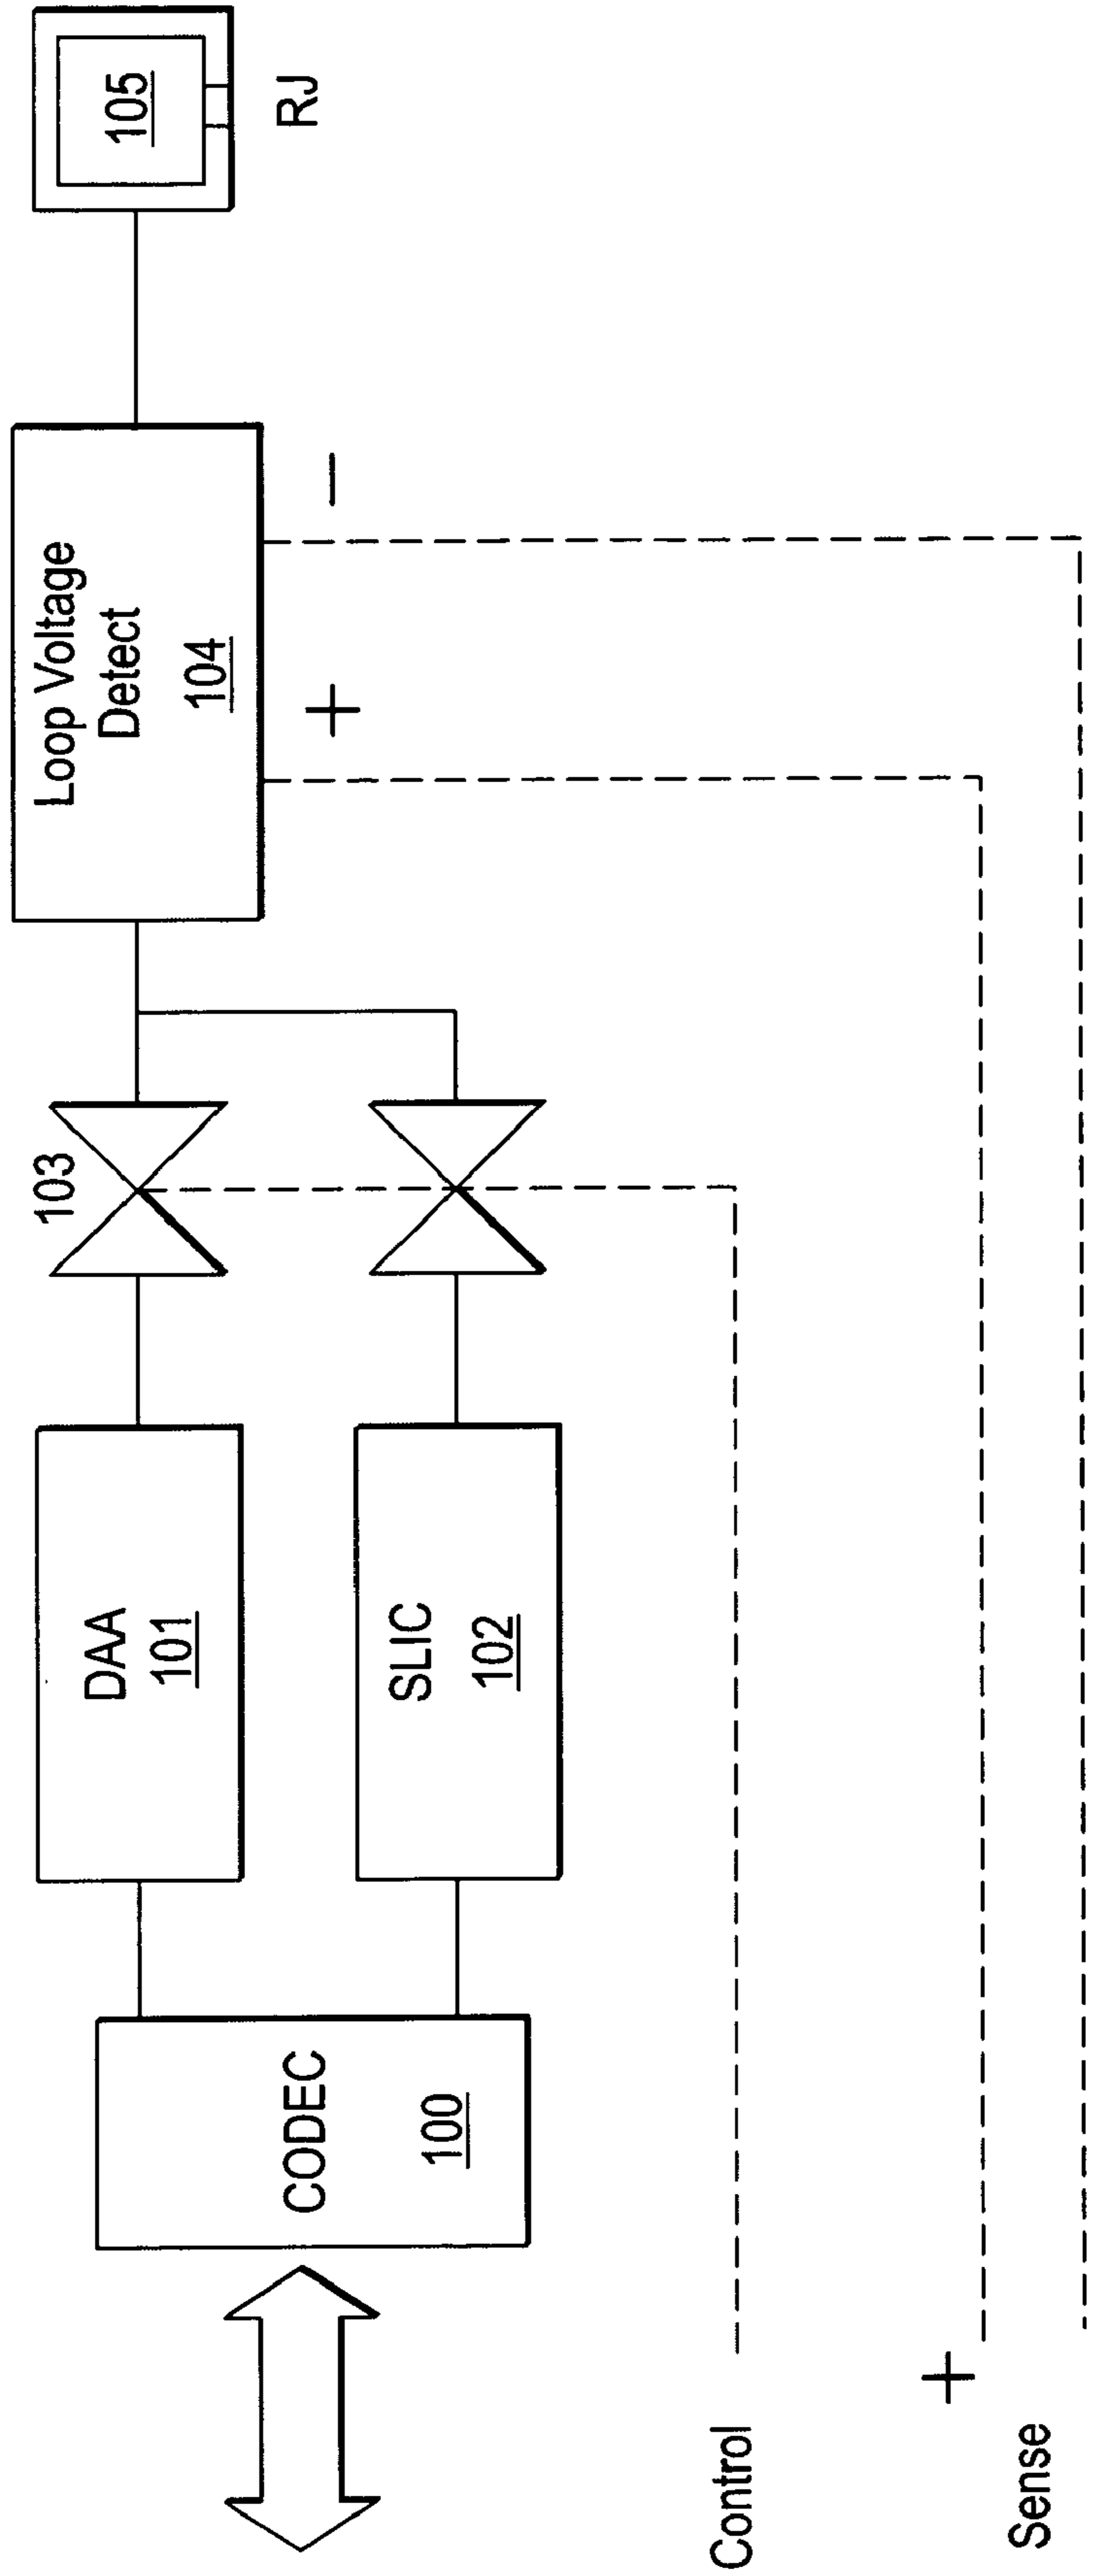 CODEC
100
DAA
101
SLIC
102
103
Loop Voltage
Detect
104
+
−
105
RJ
Control
+
Sense